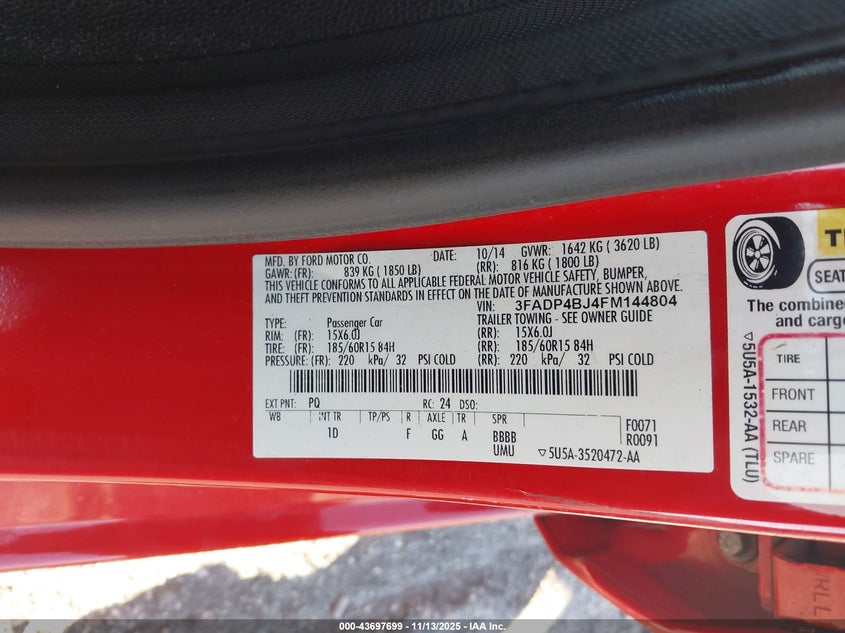 MFD. BY FORD MOTOR CO.
DATE: 10/14 GVWR: 1642 KG ( 3620 LB)
GAWR: (FR): 839 KG ( 1850 LB) (RR): 816 KG ( 1800 LB)
THIS VEHICLE CONFORMS TO ALL APPLICABLE FEDERAL MOTOR VEHICLE SAFETY, BUMPER,
AND THEFT PREVENTION STANDARDS IN EFFECT ON THE DATE OF MANUFACTURE SHOWN ABOVE.
VIN: 3FADP4BJ4FM144804
TYPE: Passenger Car TRAILER TOWING - SEE OWNER GUIDE
RIM: (FR): 15X6.0J (RR): 15X6.0J
TIRE: (FR): 185/60R15 84H (RR): 185/60R15 84H
PRESSURE: (FR): 220 kPa/ 32 PSI COLD (RR): 220 kPa/ 32 PSI COLD
EXT PNT: PQ RC: 24 DSO:
WB INT TR TP/PS R AXLE TR SPR
1D F GG A BBBB
UMU
F0071
R0091
▽5U5A-3520472-AA
SEAT
The combined
and cargo
TIRE
FRONT
REAR
SPARE
▽5U5A-1532-AA (TLU)
000-43697699 - 11/13/2025 - IAA Inc.